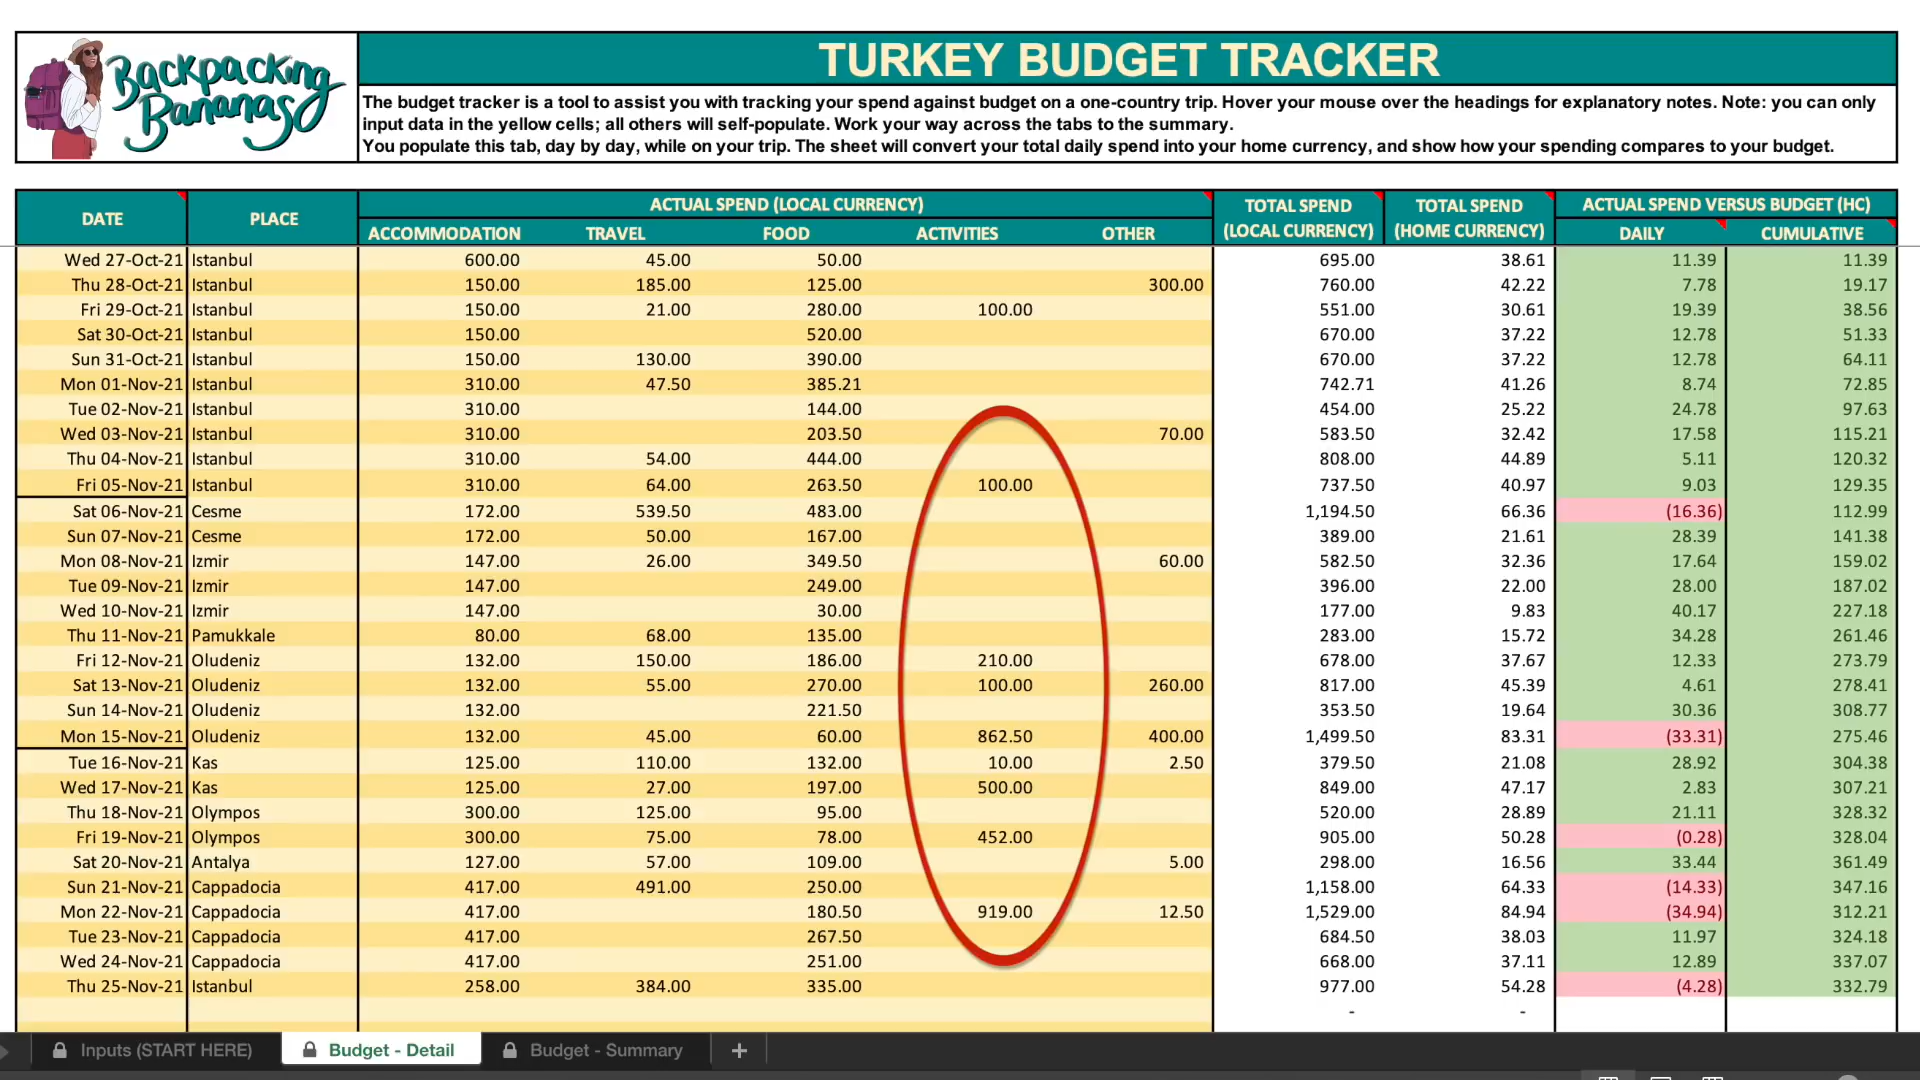 Backpacking
Bananas
TURKEY BUDGET TRACKER
The budget tracker is a tool to assist you with tracking your spend against budget on a one-country trip. Hover your mouse over the headings for explanatory notes. Note: you can only
input data in the yellow cells; all others will self-populate. Work your way across the tabs to the summary.
You populate this tab, day by day, while on your trip. The sheet will convert your total daily spend into your home currency, and show how your spending compares to your budget.
DATE PLACE ACTUAL SPEND (LOCAL CURRENCY) TOTAL SPEND (LOCAL CURRENCY) TOTAL SPEND (HOME CURRENCY) ACTUAL SPEND VERSUS BUDGET (HC)
ACCOMMODATION TRAVEL FOOD ACTIVITIES OTHER DAILY CUMULATIVE
Wed 27-Oct-21 Istanbul 600.00 45.00 50.00 695.00 38.61 11.39 11.39
Thu 28-Oct-21 Istanbul 150.00 185.00 125.00 300.00 760.00 42.22 7.78 19.17
Fri 29-Oct-21 Istanbul 150.00 21.00 280.00 100.00 551.00 30.61 19.39 38.56
Sat 30-Oct-21 Istanbul 150.00 520.00 670.00 37.22 12.78 51.33
Sun 31-Oct-21 Istanbul 150.00 130.00 390.00 670.00 37.22 12.78 64.11
Mon 01-Nov-21 Istanbul 310.00 47.50 385.21 742.71 41.26 8.74 72.85
Tue 02-Nov-21 Istanbul 310.00 144.00 454.00 25.22 24.78 97.63
Wed 03-Nov-21 Istanbul 310.00 203.50 70.00 583.50 32.42 17.58 115.21
Thu 04-Nov-21 Istanbul 310.00 54.00 444.00 808.00 44.89 5.11 120.32
Fri 05-Nov-21 Istanbul 310.00 64.00 263.50 100.00 737.50 40.97 9.03 129.35
Sat 06-Nov-21 Cesme 172.00 539.50 483.00 1,194.50 66.36 (16.36) 112.99
Sun 07-Nov-21 Cesme 172.00 50.00 167.00 389.00 21.61 28.39 141.38
Mon 08-Nov-21 Izmir 147.00 26.00 349.50 60.00 582.50 32.36 17.64 159.02
Tue 09-Nov-21 Izmir 147.00 249.00 396.00 22.00 28.00 187.02
Wed 10-Nov-21 Izmir 147.00 30.00 177.00 9.83 40.17 227.18
Thu 11-Nov-21 Pamukkale 80.00 68.00 135.00 283.00 15.72 34.28 261.46
Fri 12-Nov-21 Oludeniz 132.00 150.00 186.00 210.00 678.00 37.67 12.33 273.79
Sat 13-Nov-21 Oludeniz 132.00 55.00 270.00 100.00 260.00 817.00 45.39 4.61 278.41
Sun 14-Nov-21 Oludeniz 132.00 221.50 353.50 19.64 30.36 308.77
Mon 15-Nov-21 Oludeniz 132.00 45.00 60.00 862.50 400.00 1,499.50 83.31 (33.31) 275.46
Tue 16-Nov-21 Kas 125.00 110.00 132.00 10.00 2.50 379.50 21.08 28.92 304.38
Wed 17-Nov-21 Kas 125.00 27.00 197.00 500.00 849.00 47.17 2.83 307.21
Thu 18-Nov-21 Olympos 300.00 125.00 95.00 520.00 28.89 21.11 328.32
Fri 19-Nov-21 Olympos 300.00 75.00 78.00 452.00 905.00 50.28 (0.28) 328.04
Sat 20-Nov-21 Antalya 127.00 57.00 109.00 5.00 298.00 16.56 33.44 361.49
Sun 21-Nov-21 Cappadocia 417.00 491.00 250.00 1,158.00 64.33 (14.33) 347.16
Mon 22-Nov-21 Cappadocia 417.00 180.50 919.00 12.50 1,529.00 84.94 (34.94) 312.21
Tue 23-Nov-21 Cappadocia 417.00 267.50 684.50 38.03 11.97 324.18
Wed 24-Nov-21 Cappadocia 417.00 251.00 668.00 37.11 12.89 337.07
Thu 25-Nov-21 Istanbul 258.00 384.00 335.00 977.00 54.28 (4.28) 332.79
- -
Inputs (START HERE) Budget - Detail Budget - Summary +